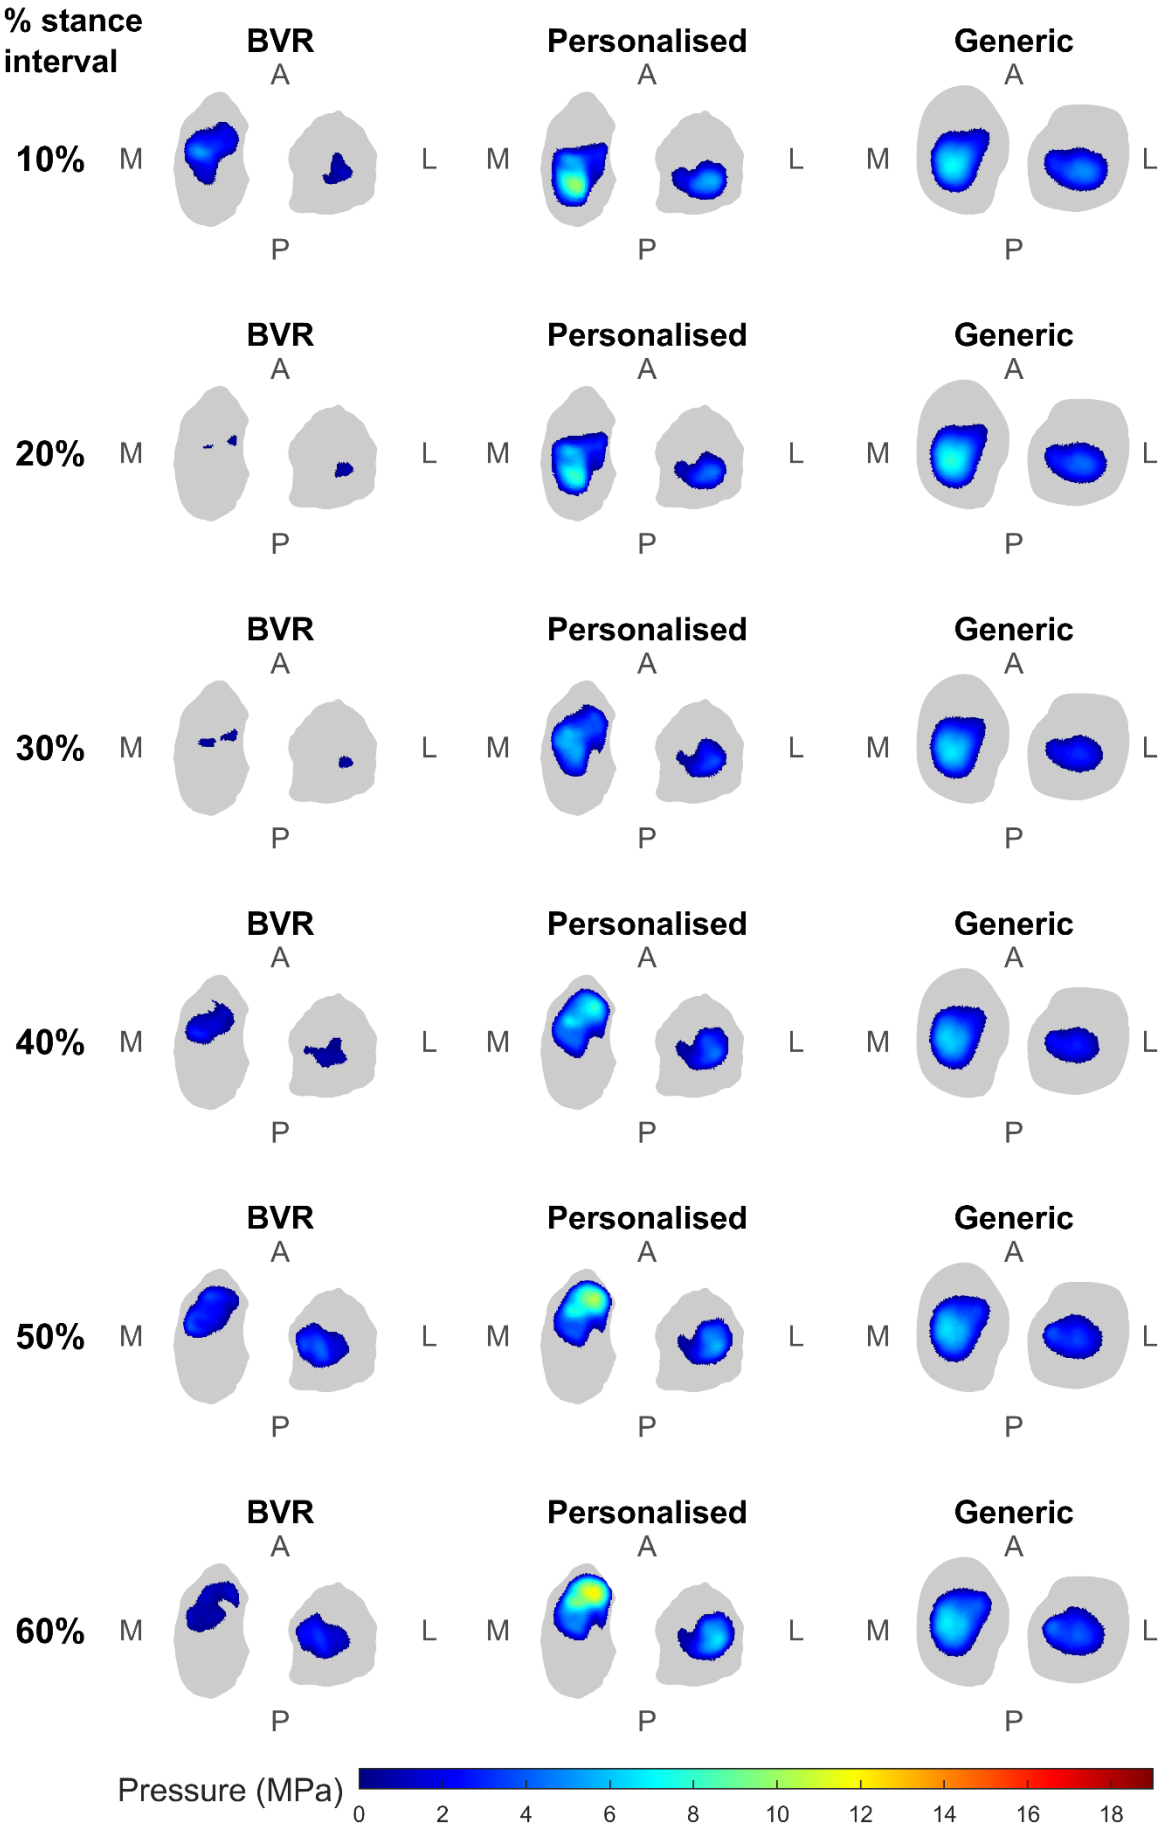 % stance
interval
BVR Personalised Generic
A A A
10% M L M L M L
P P P
BVR Personalised Generic
A A A
20% M L M L M L
P P P
BVR Personalised Generic
A A A
30% M L M L M L
P P P
BVR Personalised Generic
A A A
40% M L M L M L
P P P
BVR Personalised Generic
A A A
50% M L M L M L
P P P
BVR Personalised Generic
A A A
60% M L M L M L
P P P
Pressure (MPa)
0 2 4 6 8 10 12 14 16 18